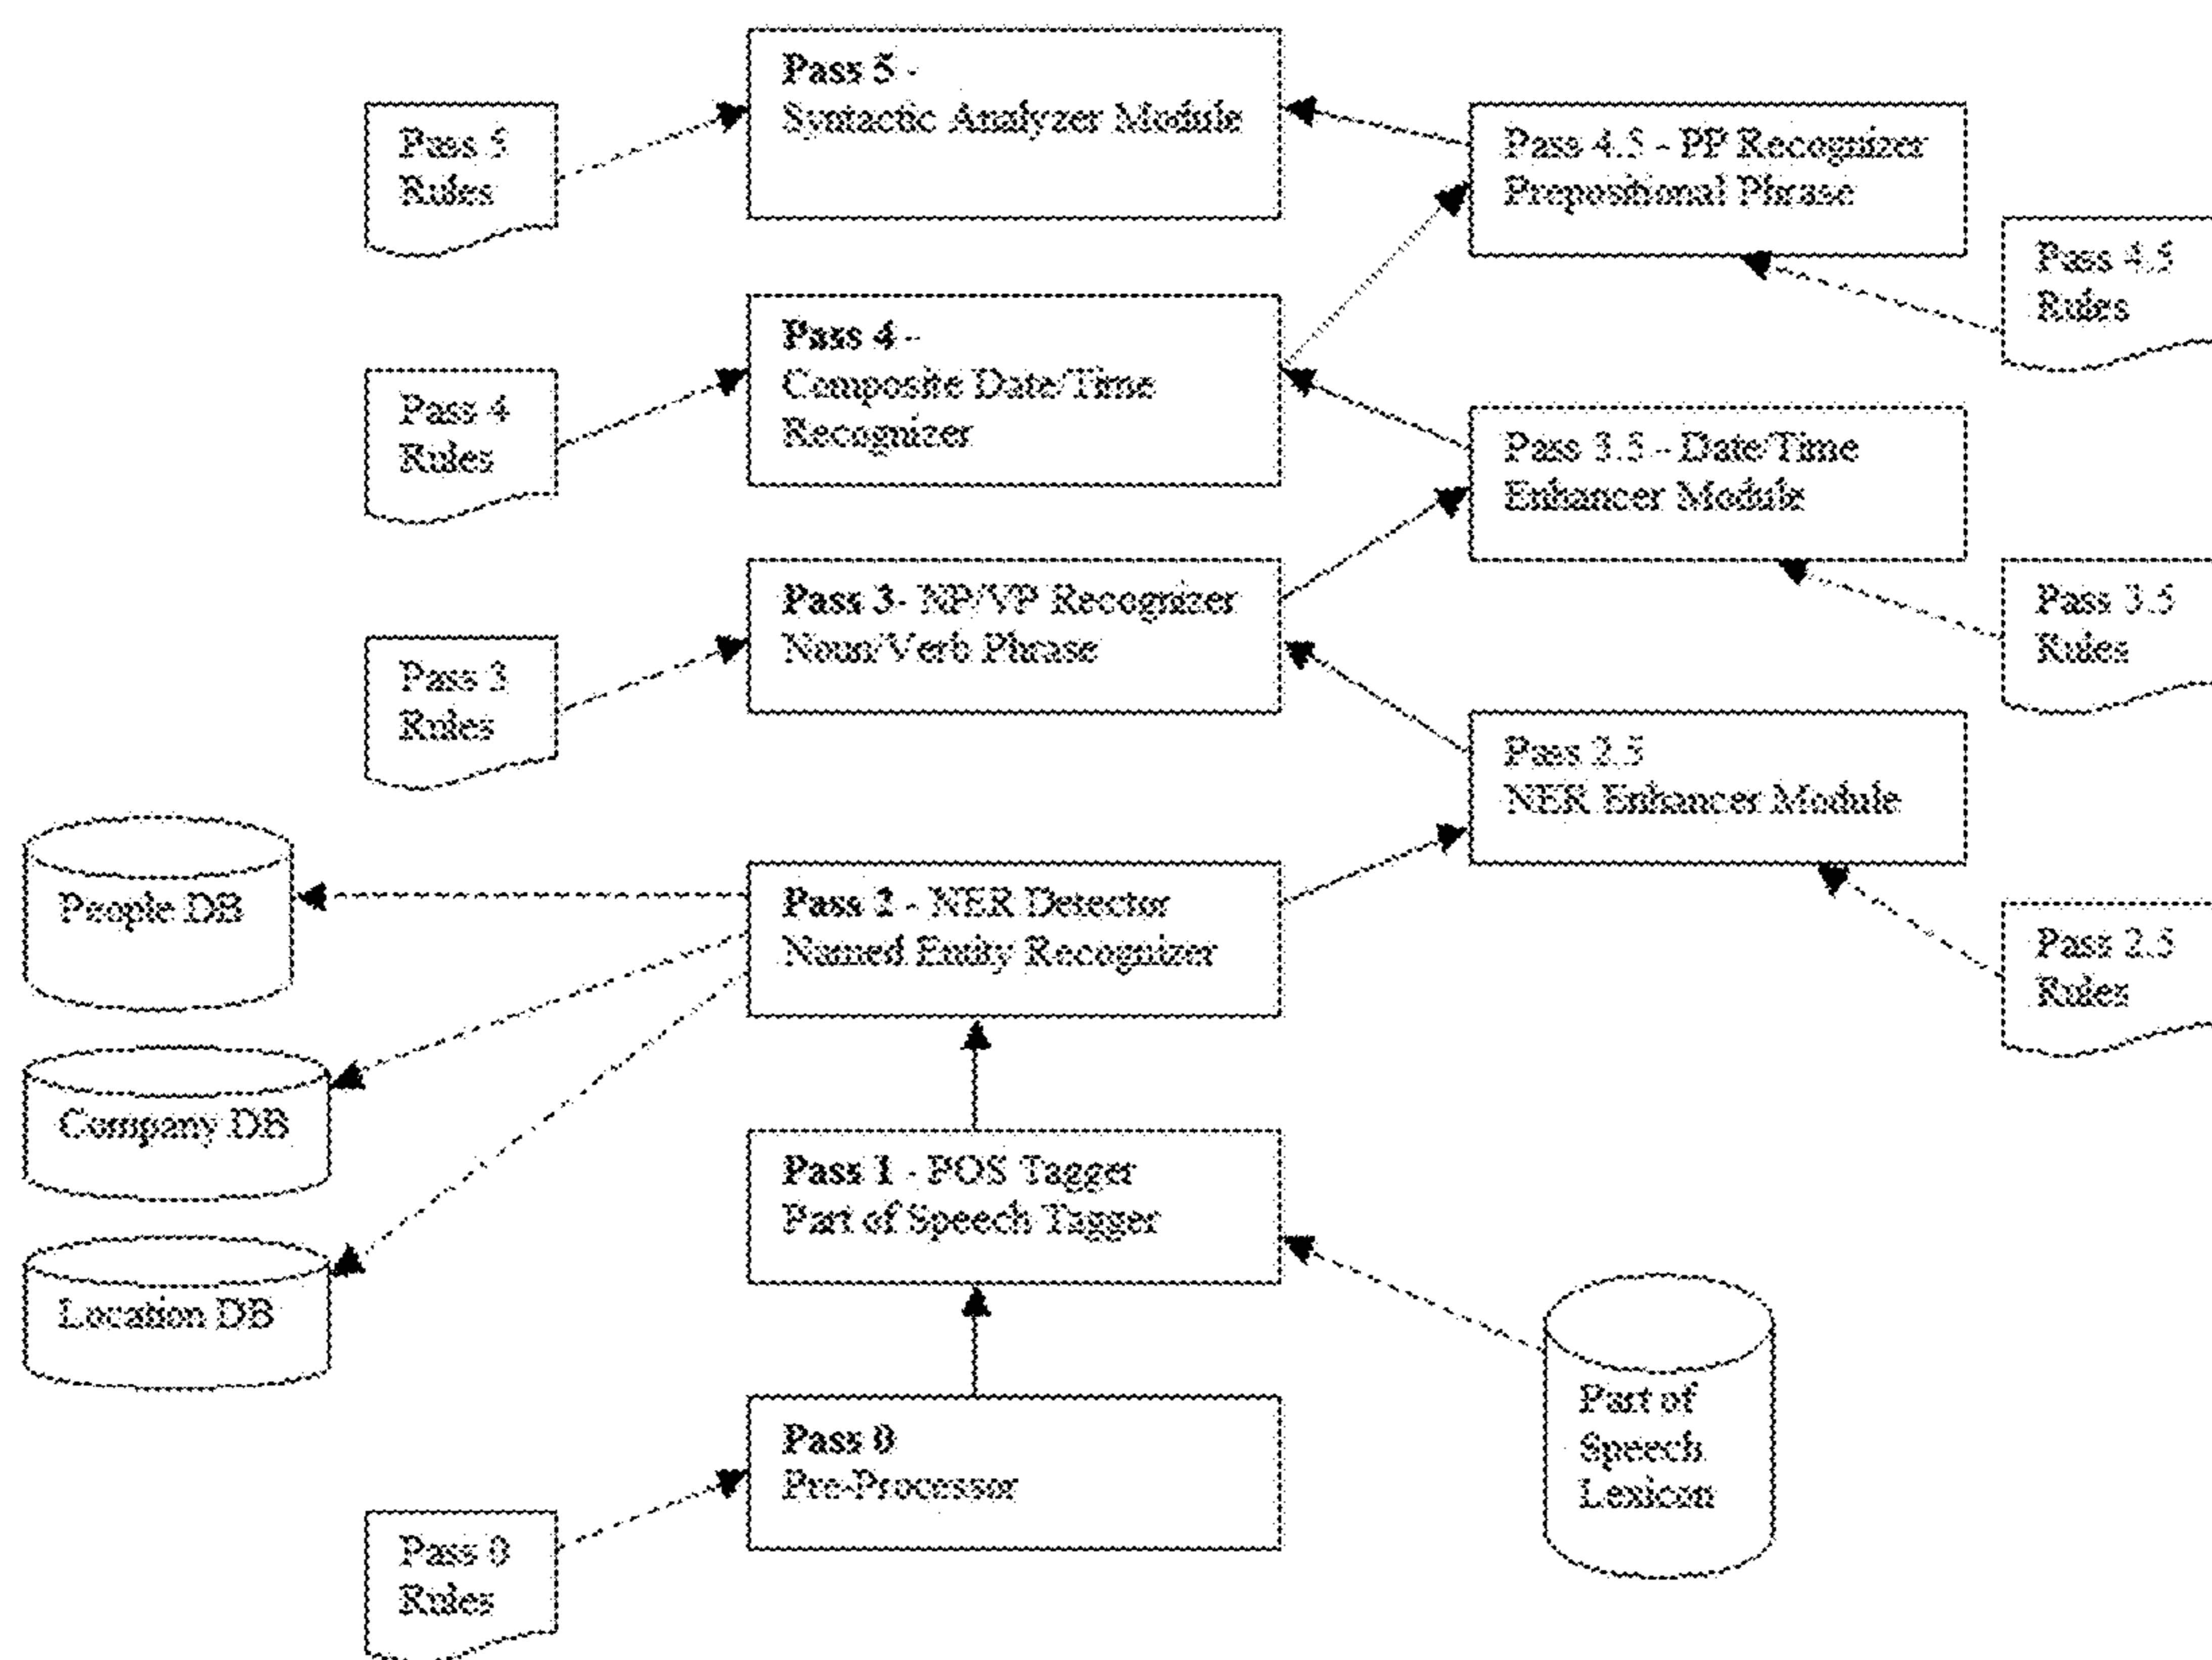 Pass 5 -
Syntactic Analyzer Module
Pass 5
Rules
Pass 4.5 - PP Recognizer
Prepositional Phrase
Pass 4.5
Rules
Pass 4 -
Composite Date/Time
Recognizer
Pass 4
Rules
Pass 3.5 - Date/Time
Enhancer Module
Pass 3- NP/VP Recognizer
Noun/Verb Phrase
Pass 3.5
Rules
Pass 3
Rules
Pass 2.5
NER Enhancer Module
People DB
Pass 2 - NER Detector
Named Entity Recognizer
Pass 2.5
Rules
Company DB
Pass 1 - POS Tagger
Part of Speech Tagger
Location DB
Part of
Speech
Lexicon
Pass 0
Pre-Processor
Pass 0
Rules